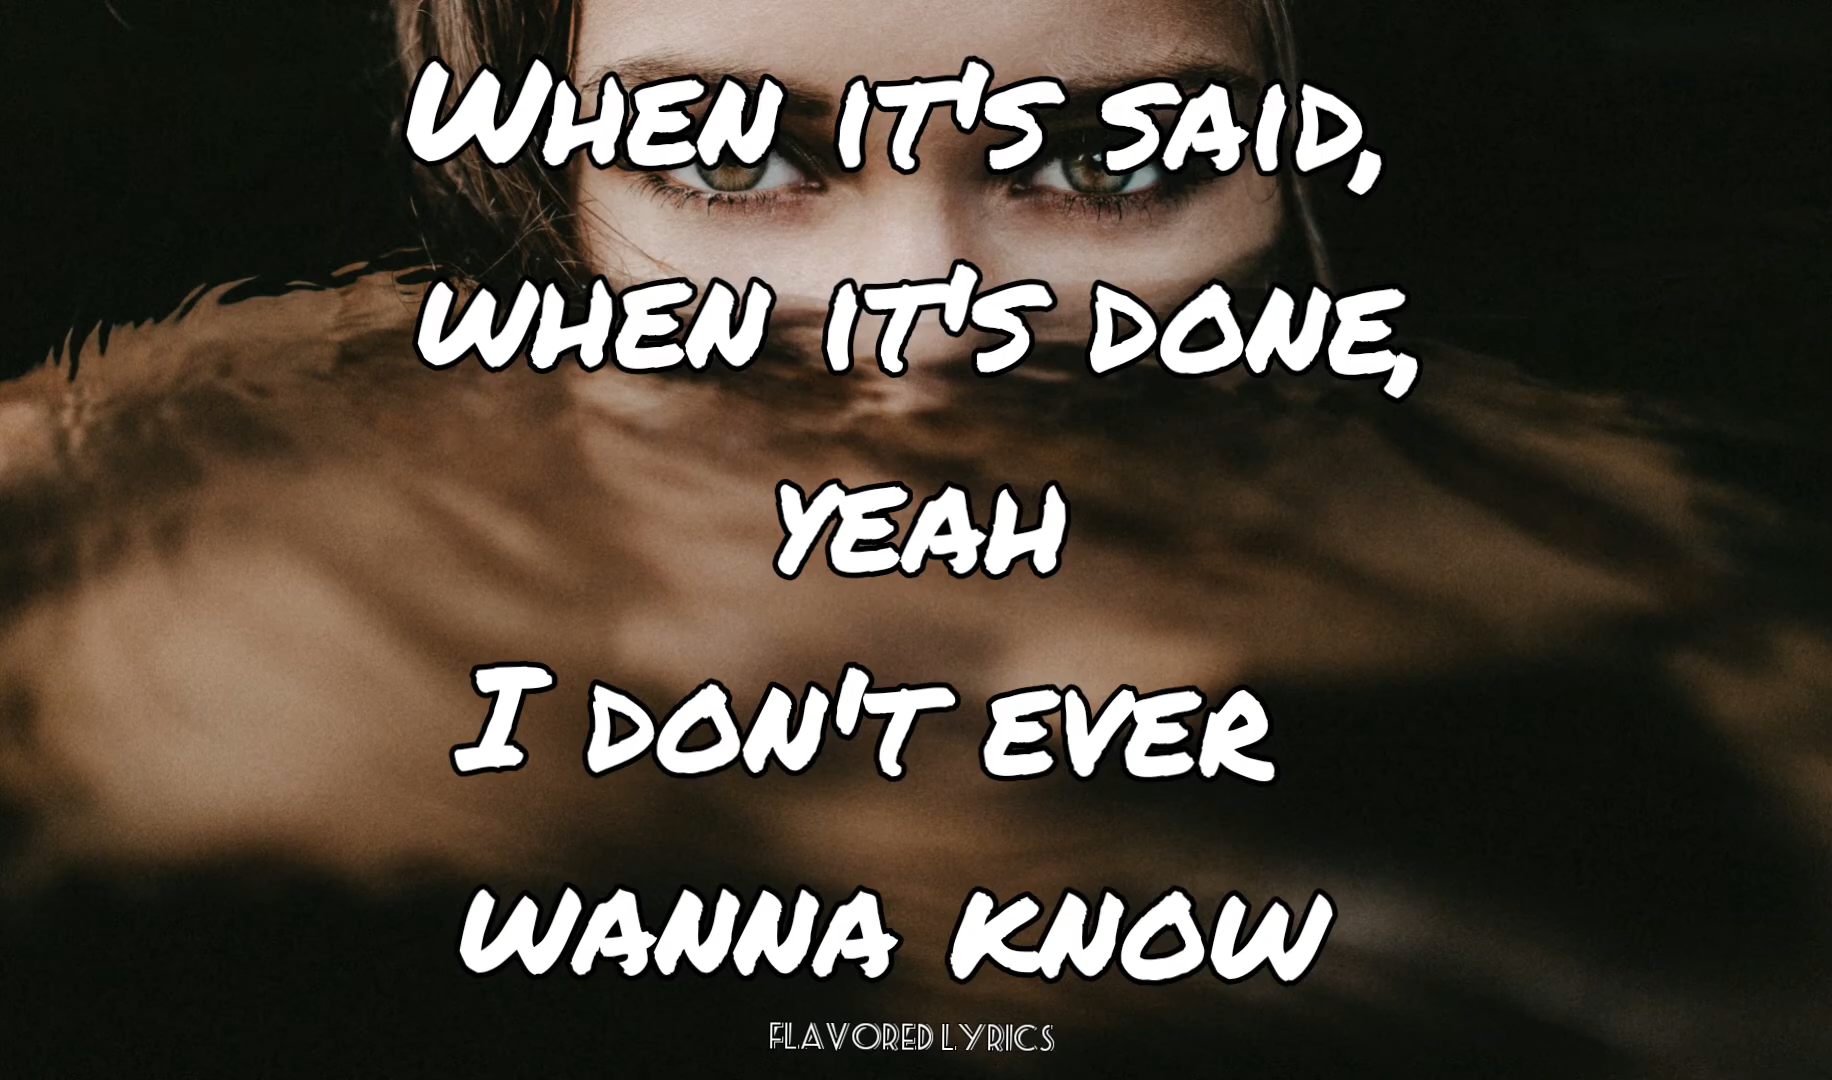 When it's said,
when it's done,
yeah
I don't ever
wanna know
FLAVORED LYRICS